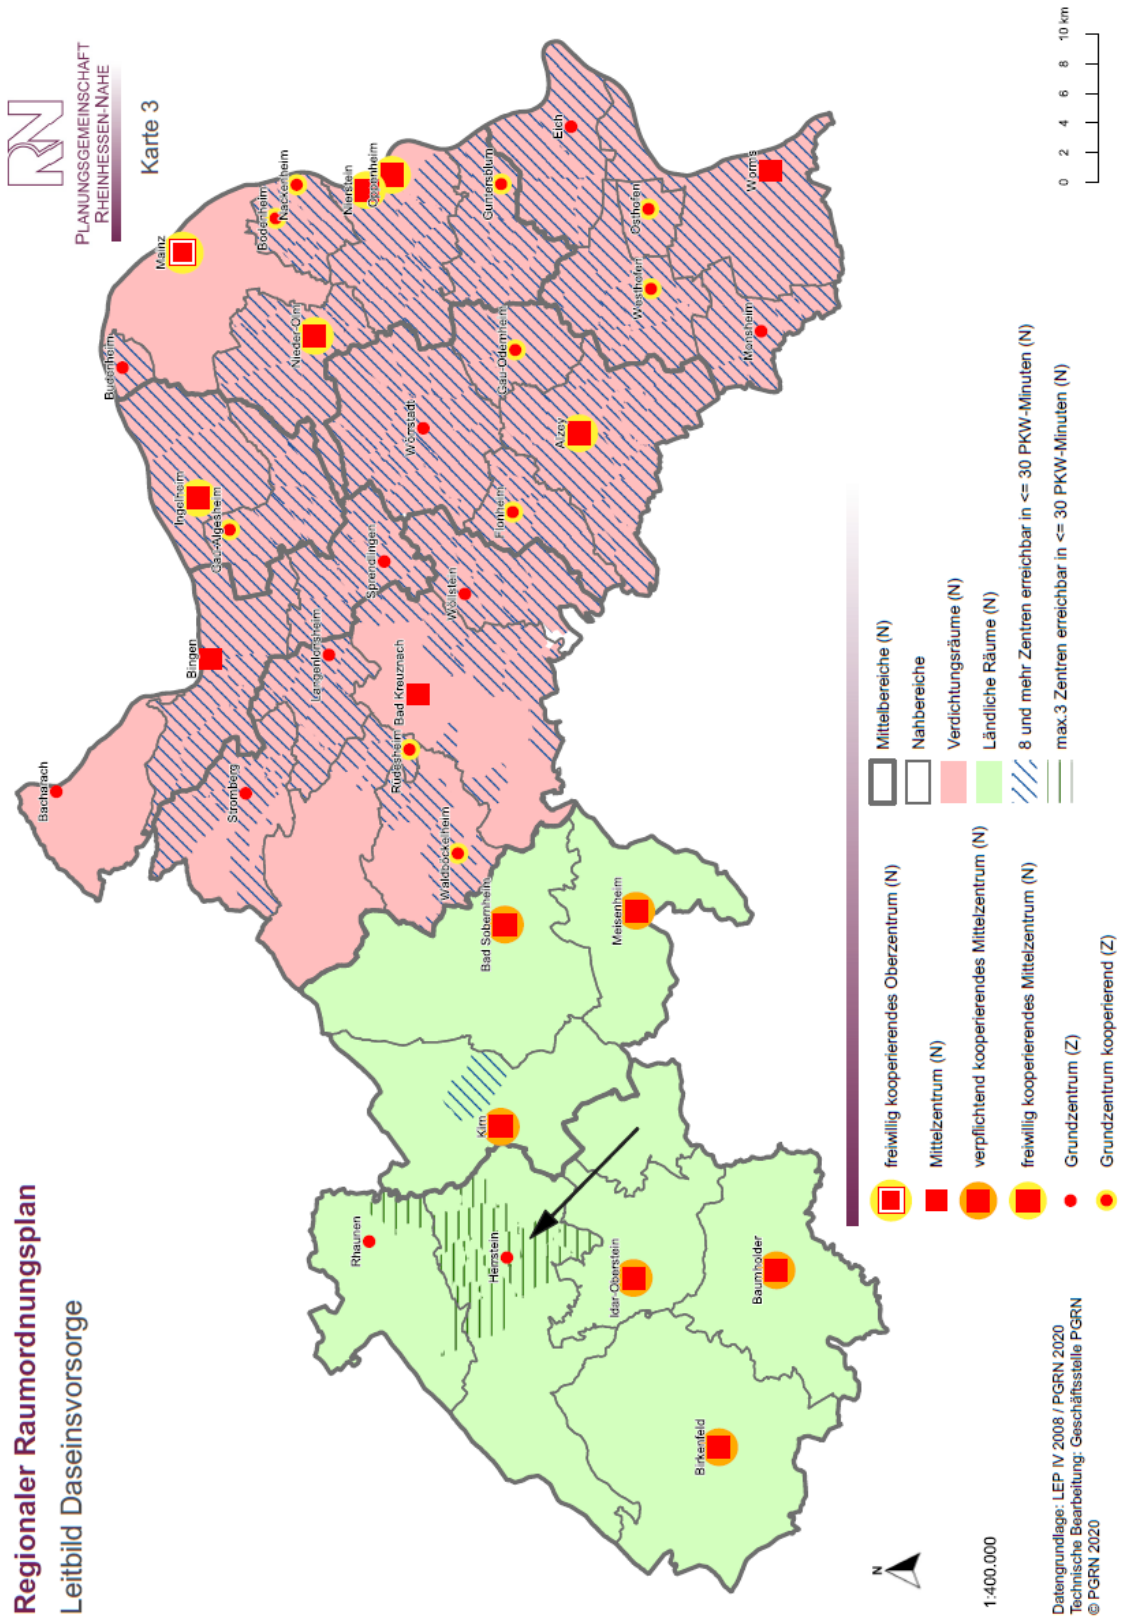 Regionaler Raumordnungsplan
Leitbild Daseinsvorsorge
RN
PLANUNGSGEMEINSCHAFT
RHEINHESSEN-NAHE
Karte 3
Bacharach
Budenheim
Mainz
Bodenheim
Nackenheim
Nierstein
Oppenheim
Guntersblum
Eich
Worms
Osthofen
Westhofen
Monsheim
Gau-Odernheim
Nieder-Olm
Wörrstadt
Alzey
Flonheim
Ingelheim
Gau-Algesheim
Sprendlingen
Wöllstein
Bingen
Langenlonsheim
Bad Kreuznach
Stromberg
Rüdesheim
Waldböckelheim
Bad Sobernheim
Meisenheim
Kirn
Rhaunen
Herrstein
Idar-Oberstein
Baumholder
Birkenfeld
N
1:400.000
Datengrundlage: LEP IV 2008 / PGRN 2020
Technische Bearbeitung: Geschäftsstelle PGRN
© PGRN 2020
freiwillig kooperierendes Oberzentrum (N)
Mittelzentrum (N)
verpflichtend kooperierendes Mittelzentrum (N)
freiwillig kooperierendes Mittelzentrum (N)
Grundzentrum (Z)
Grundzentrum kooperierend (Z)
Mittelbereiche (N)
Nahbereiche
Verdichtungsräume (N)
Ländliche Räume (N)
8 und mehr Zentren erreichbar in <= 30 PKW-Minuten (N)
max.3 Zentren erreichbar in <= 30 PKW-Minuten (N)
0 2 4 6 8 10 km